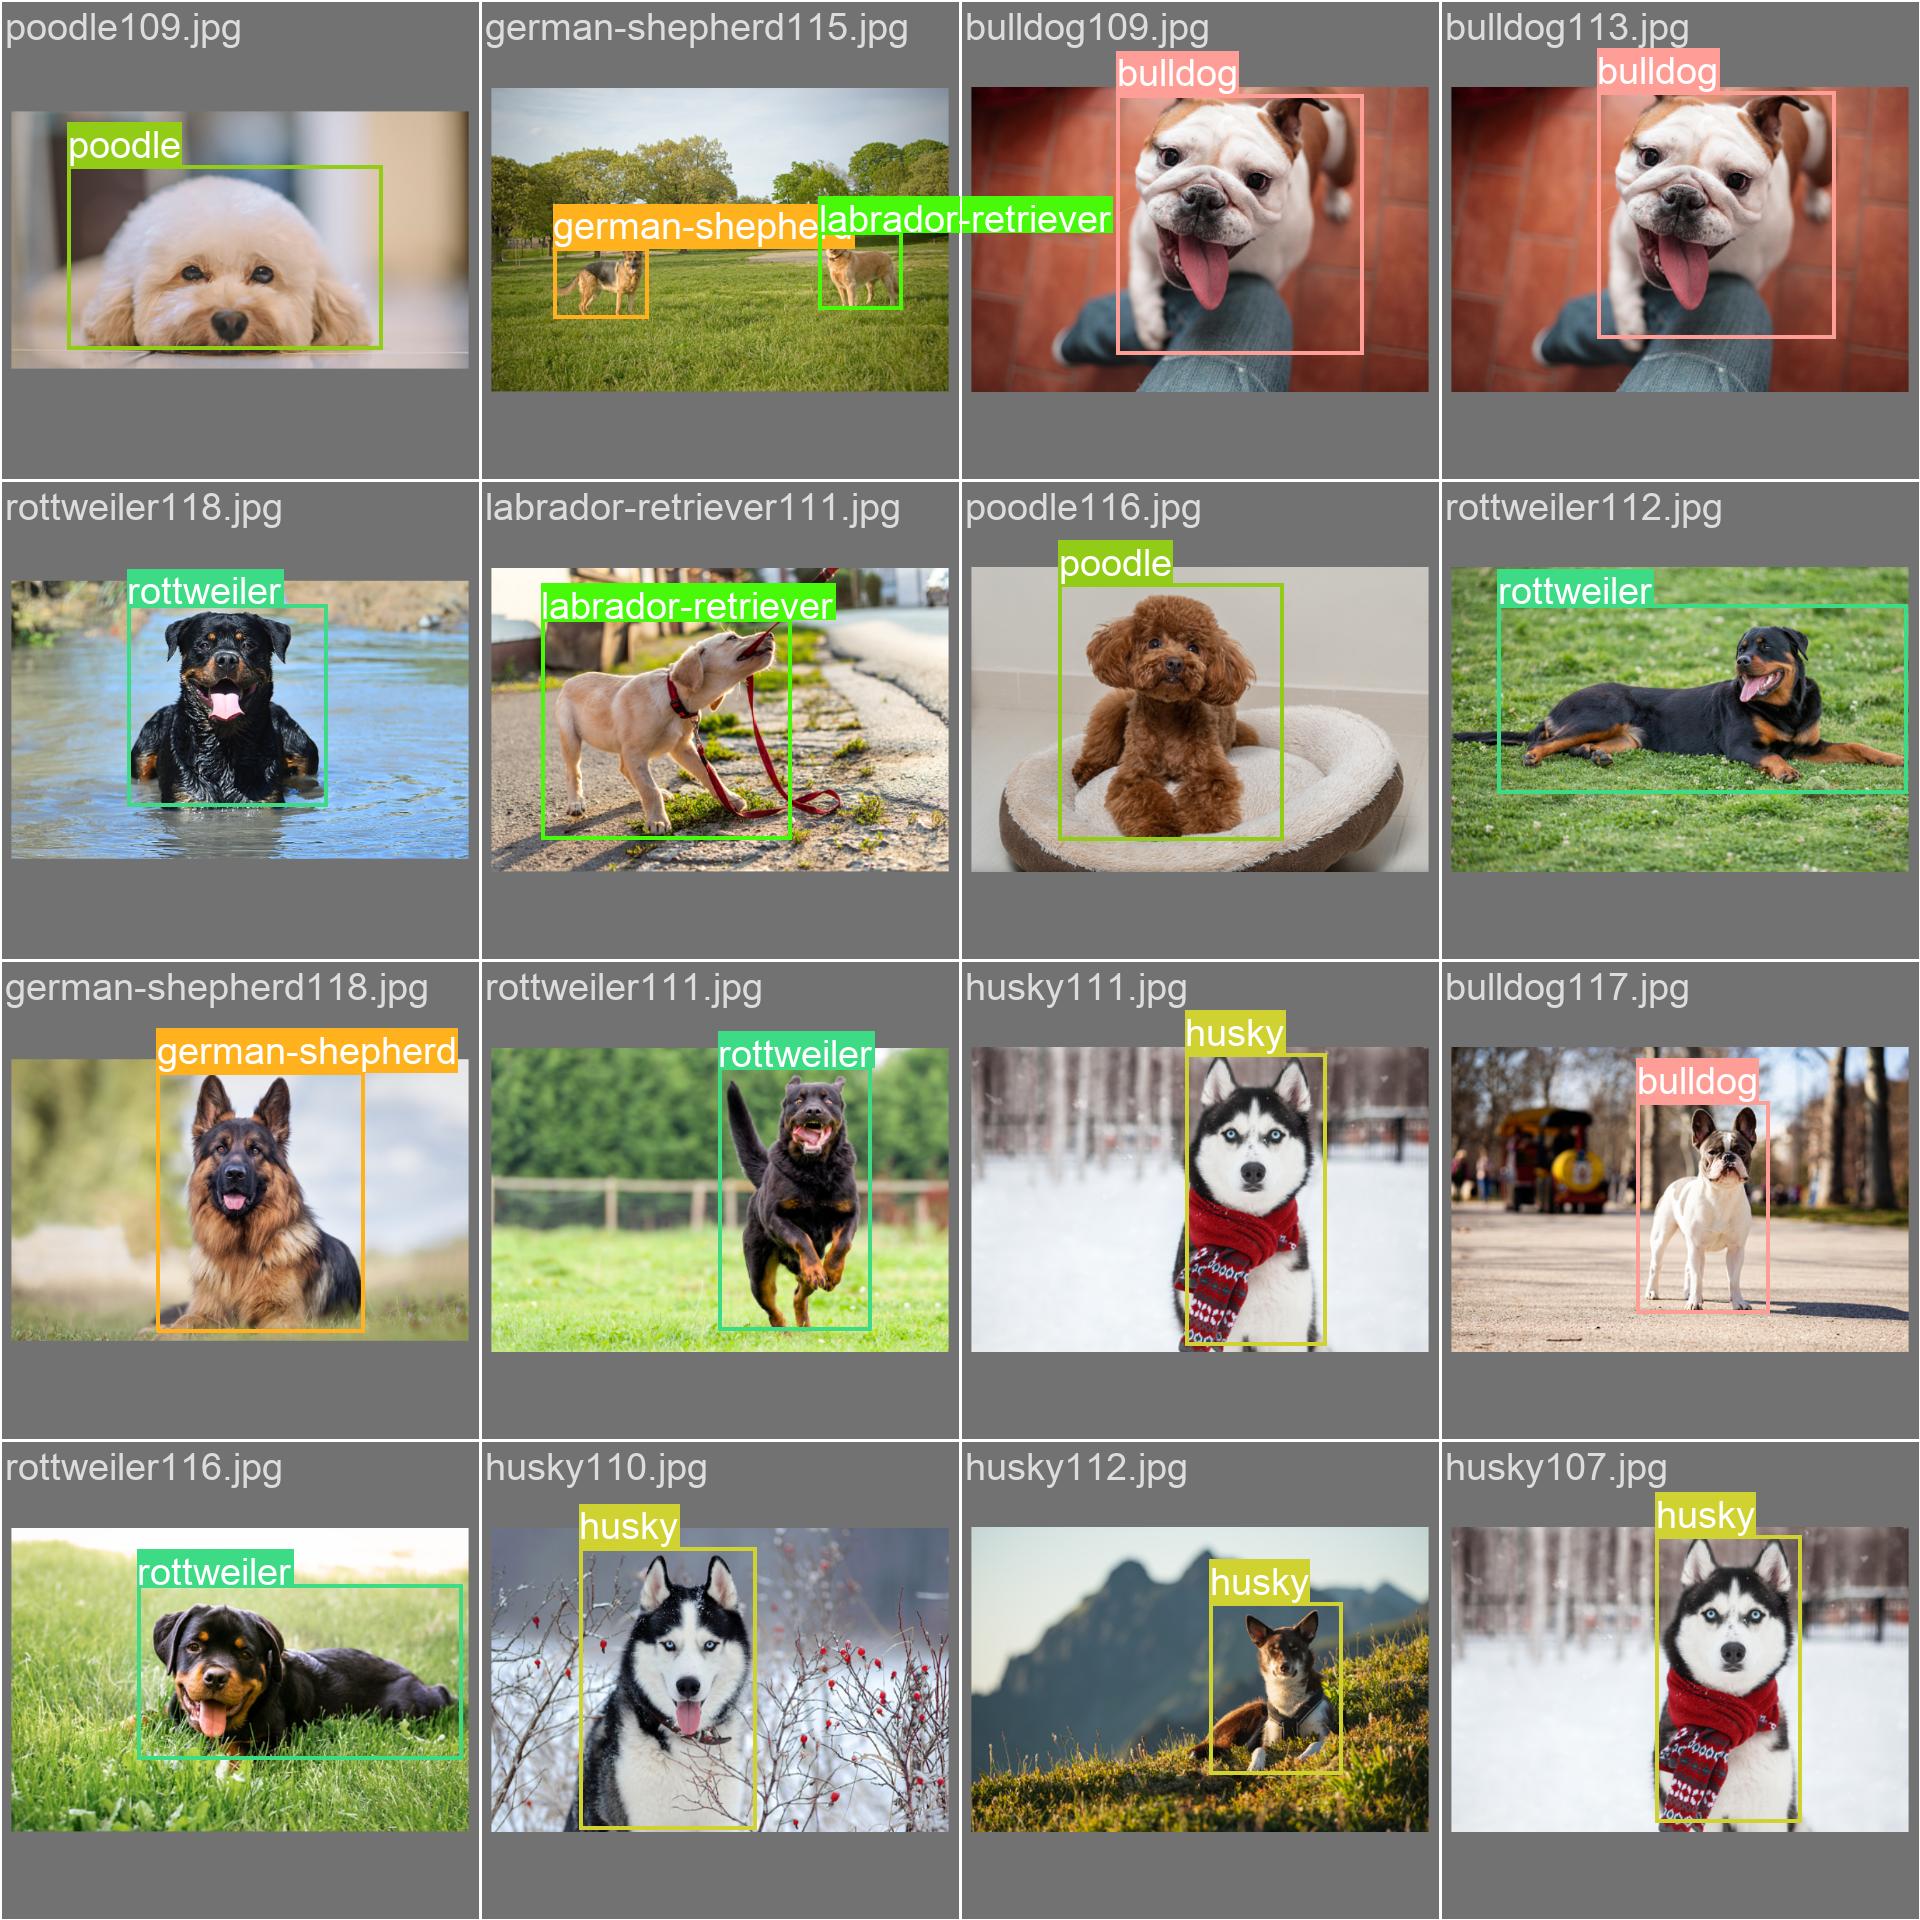 poodle109.jpg
poodle
german-shepherd115.jpg
german-shepherd
labrador-retriever
bulldog109.jpg
bulldog
bulldog113.jpg
bulldog
rottweiler118.jpg
rottweiler
labrador-retriever111.jpg
labrador-retriever
poodle116.jpg
poodle
rottweiler112.jpg
rottweiler
german-shepherd118.jpg
german-shepherd
rottweiler111.jpg
rottweiler
husky111.jpg
husky
bulldog117.jpg
bulldog
rottweiler116.jpg
rottweiler
husky110.jpg
husky
husky112.jpg
husky
husky107.jpg
husky